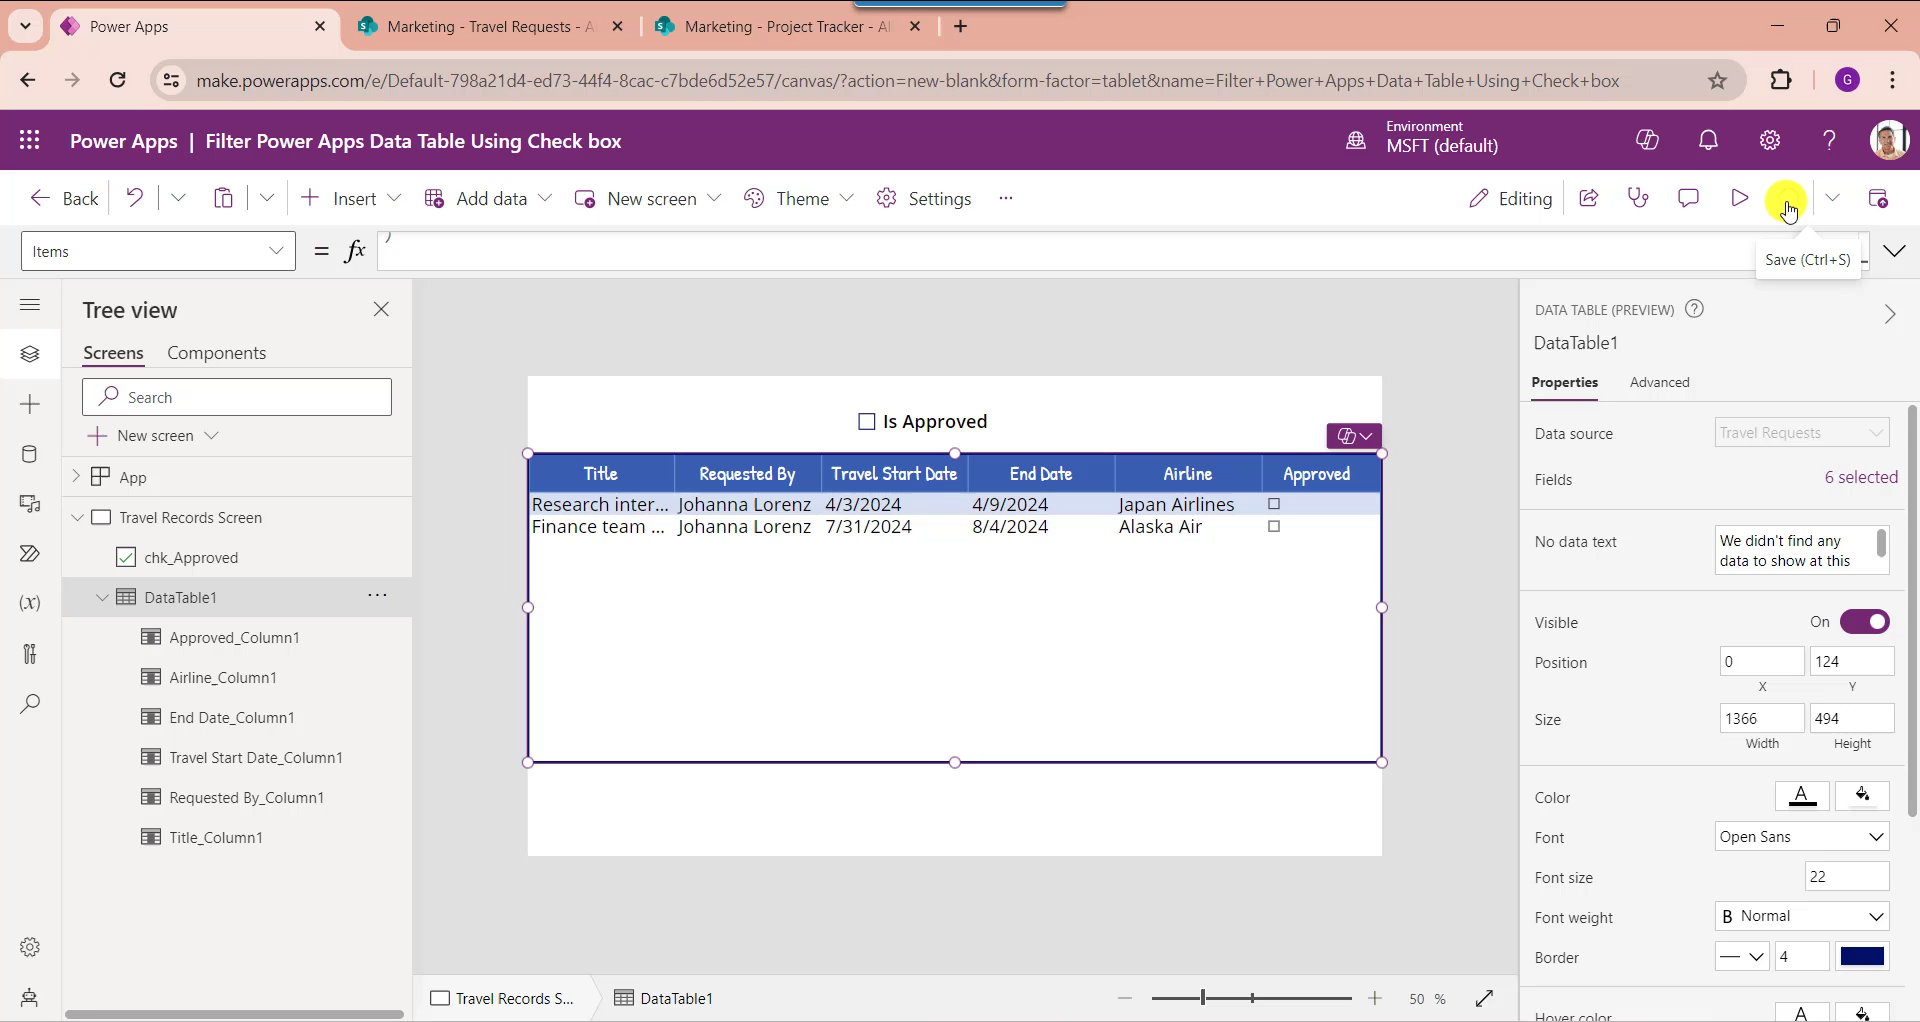 Power Apps
Marketing - Travel Requests - A
Marketing - Project Tracker - Al
make.powerapps.com/e/Default-798a21d4-ed73-44f4-8cac-c7bde6d52e57/canvas/?action=new-blank&form-factor=tablet&name=Filter+Power+Apps+Data+Table+Using+Check+box
G
Power Apps | Filter Power Apps Data Table Using Check box
Environment
MSFT (default)
Back
Insert
Add data
New screen
Theme
Settings
...
Editing
Items
= fx
)
Save (Ctrl+S)
Tree view
Screens
Components
Search
New screen
App
Travel Records Screen
chk_Approved
DataTable1
...
Approved_Column1
Airline_Column1
End Date_Column1
Travel Start Date_Column1
Requested By_Column1
Title_Column1
Is Approved
Title Requested By Travel Start Date End Date Airline Approved
Research inter... Johanna Lorenz 4/3/2024 4/9/2024 Japan Airlines
Finance team ... Johanna Lorenz 7/31/2024 8/4/2024 Alaska Air
DATA TABLE (PREVIEW)
DataTable1
Properties
Advanced
Data source
Travel Requests
Fields
6 selected
No data text
We didn't find any
data to show at this
Visible
On
Position
0
124
X
Y
Size
1366
494
Width
Height
Color
A
Font
Open Sans
Font size
22
Font weight
B Normal
Border
4
Hover color
A
Travel Records S...
DataTable1
50 %